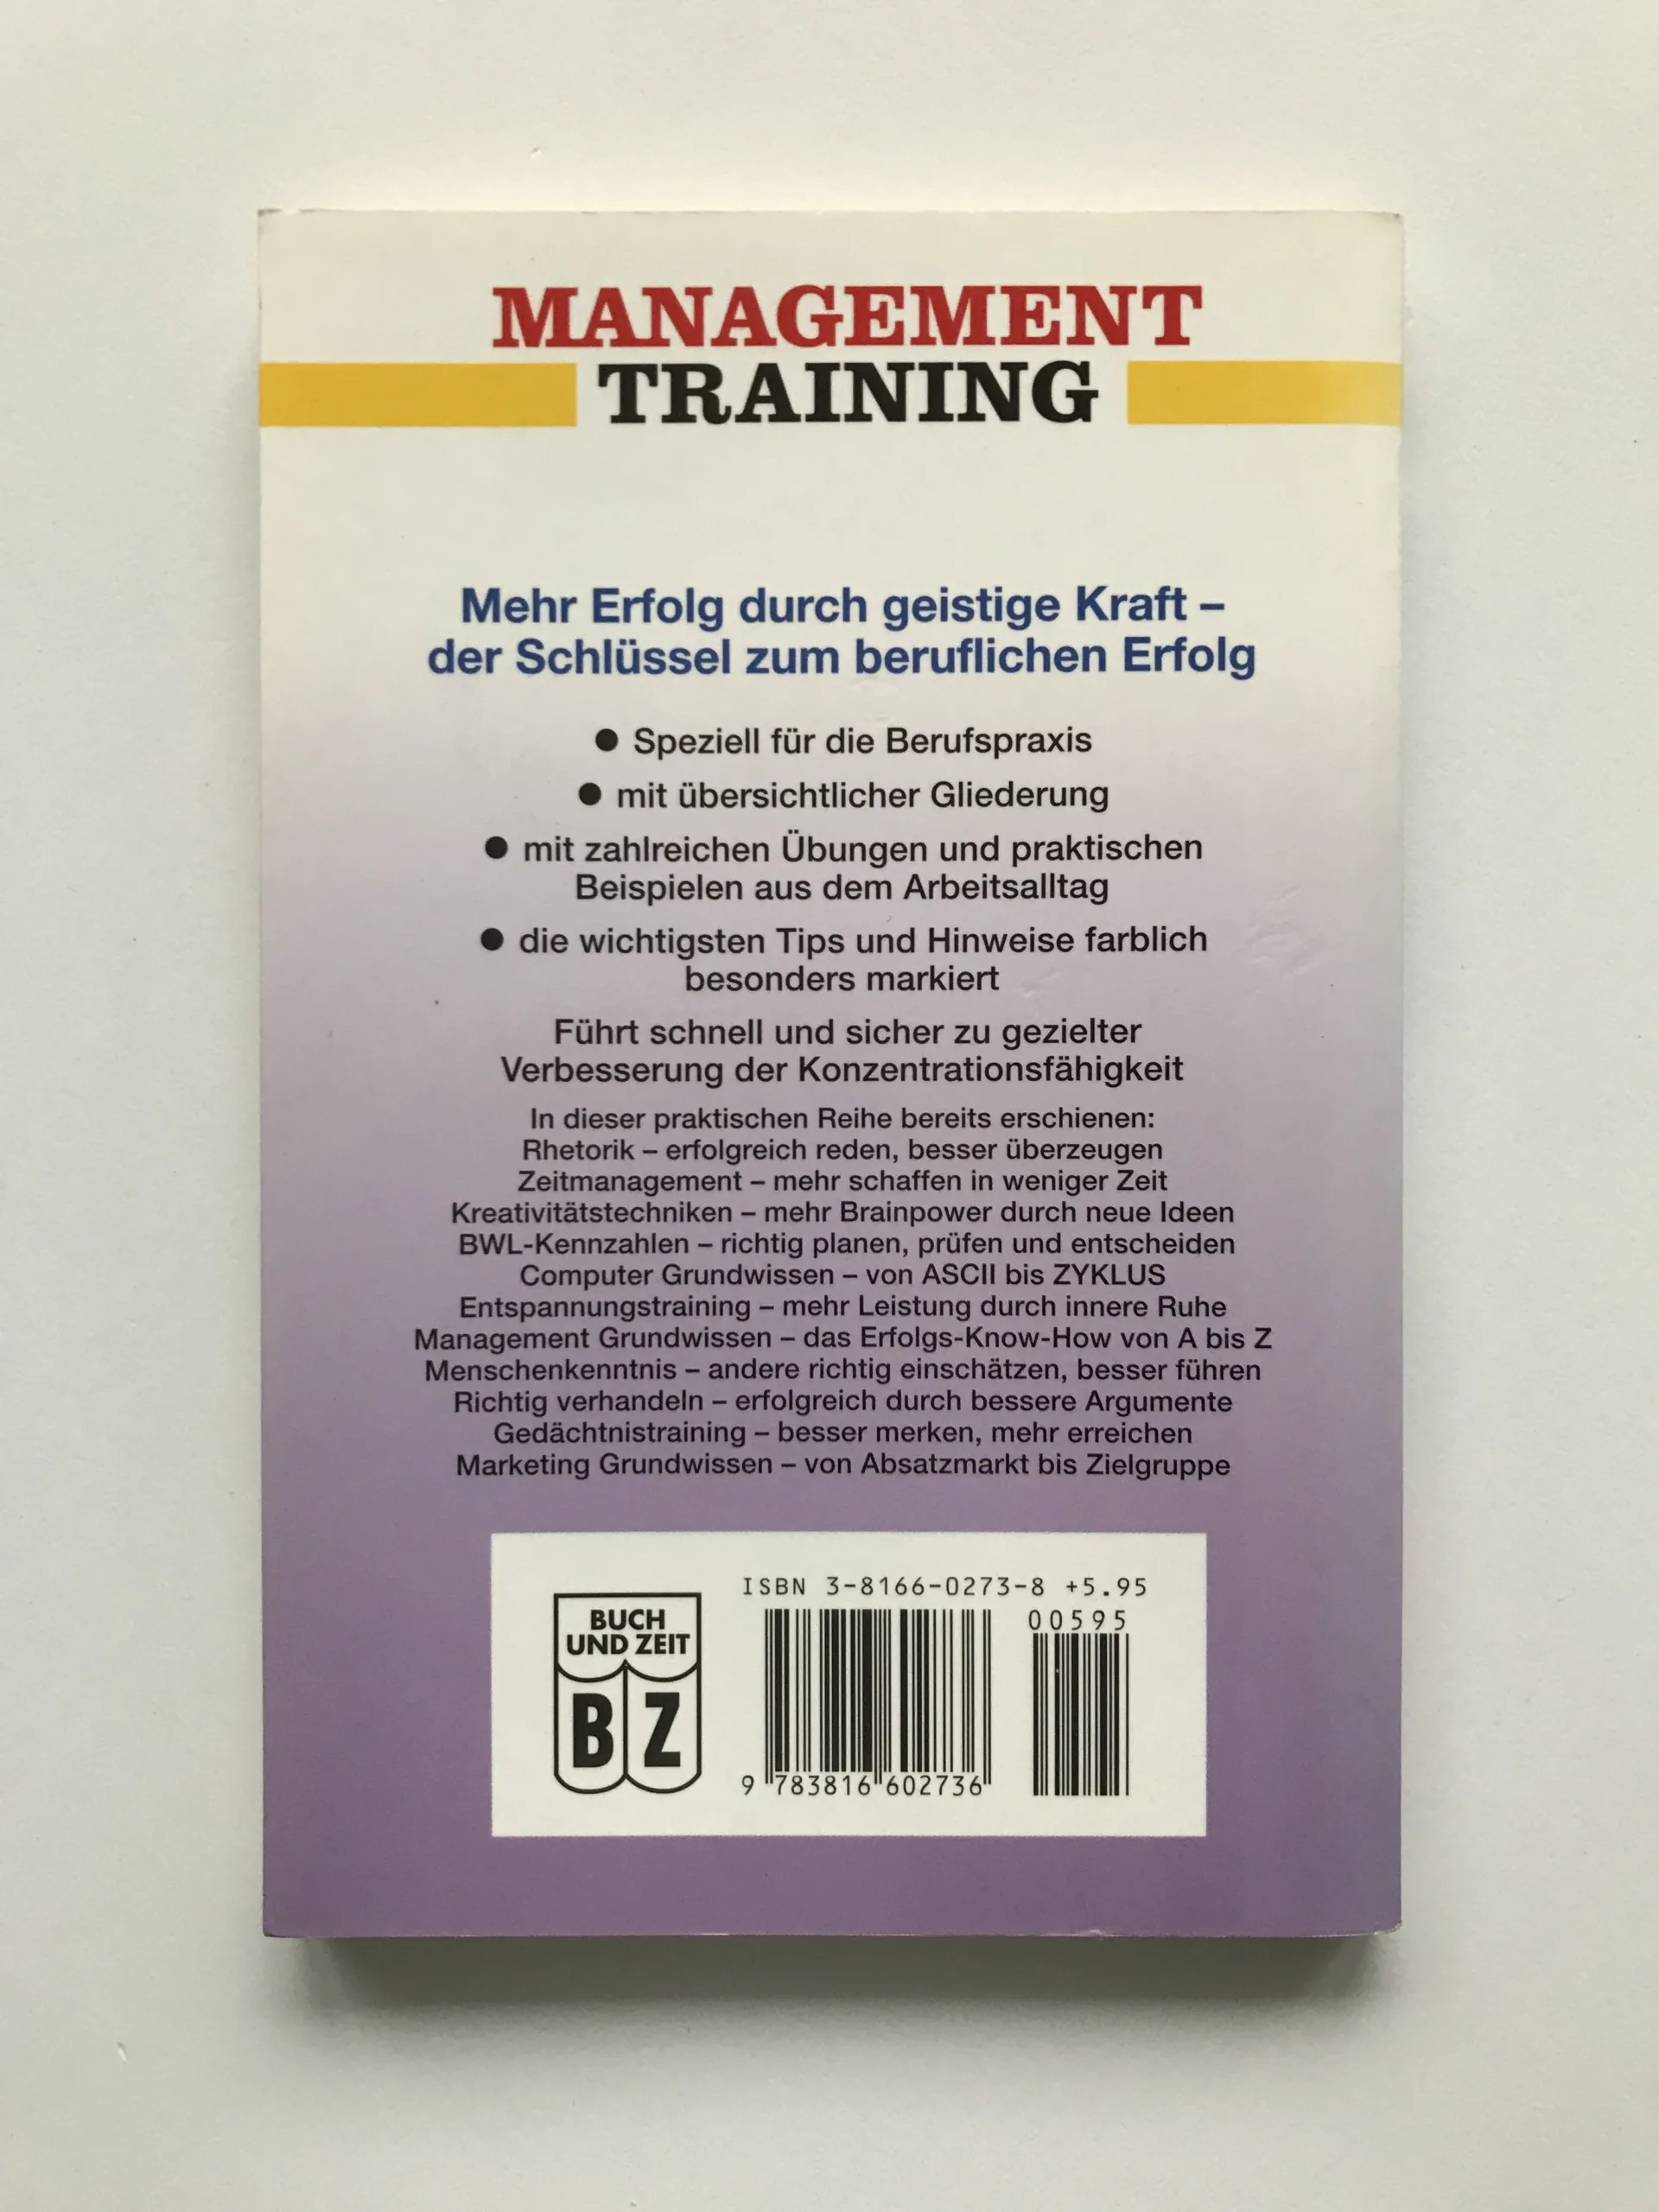 MANAGEMENT
TRAINING
Mehr Erfolg durch geistige Kraft –
der Schlüssel zum beruflichen Erfolg
● Speziell für die Berufspraxis
● mit übersichtlicher Gliederung
● mit zahlreichen Übungen und praktischen
Beispielen aus dem Arbeitsalltag
● die wichtigsten Tips und Hinweise farblich
besonders markiert
Führt schnell und sicher zu gezielter
Verbesserung der Konzentrationsfähigkeit
In dieser praktischen Reihe bereits erschienen:
Rhetorik – erfolgreich reden, besser überzeugen
Zeitmanagement – mehr schaffen in weniger Zeit
Kreativitätstechniken – mehr Brainpower durch neue Ideen
BWL-Kennzahlen – richtig planen, prüfen und entscheiden
Computer Grundwissen – von ASCII bis ZYKLUS
Entspannungstraining – mehr Leistung durch innere Ruhe
Management Grundwissen – das Erfolgs-Know-How von A bis Z
Menschenkenntnis – andere richtig einschätzen, besser führen
Richtig verhandeln – erfolgreich durch bessere Argumente
Gedächtnistraining – besser merken, mehr erreichen
Marketing Grundwissen – von Absatzmarkt bis Zielgruppe
BUCH
UND ZEIT
B Z
ISBN 3-8166-0273-8 +5.95
00595
9 783816 602736